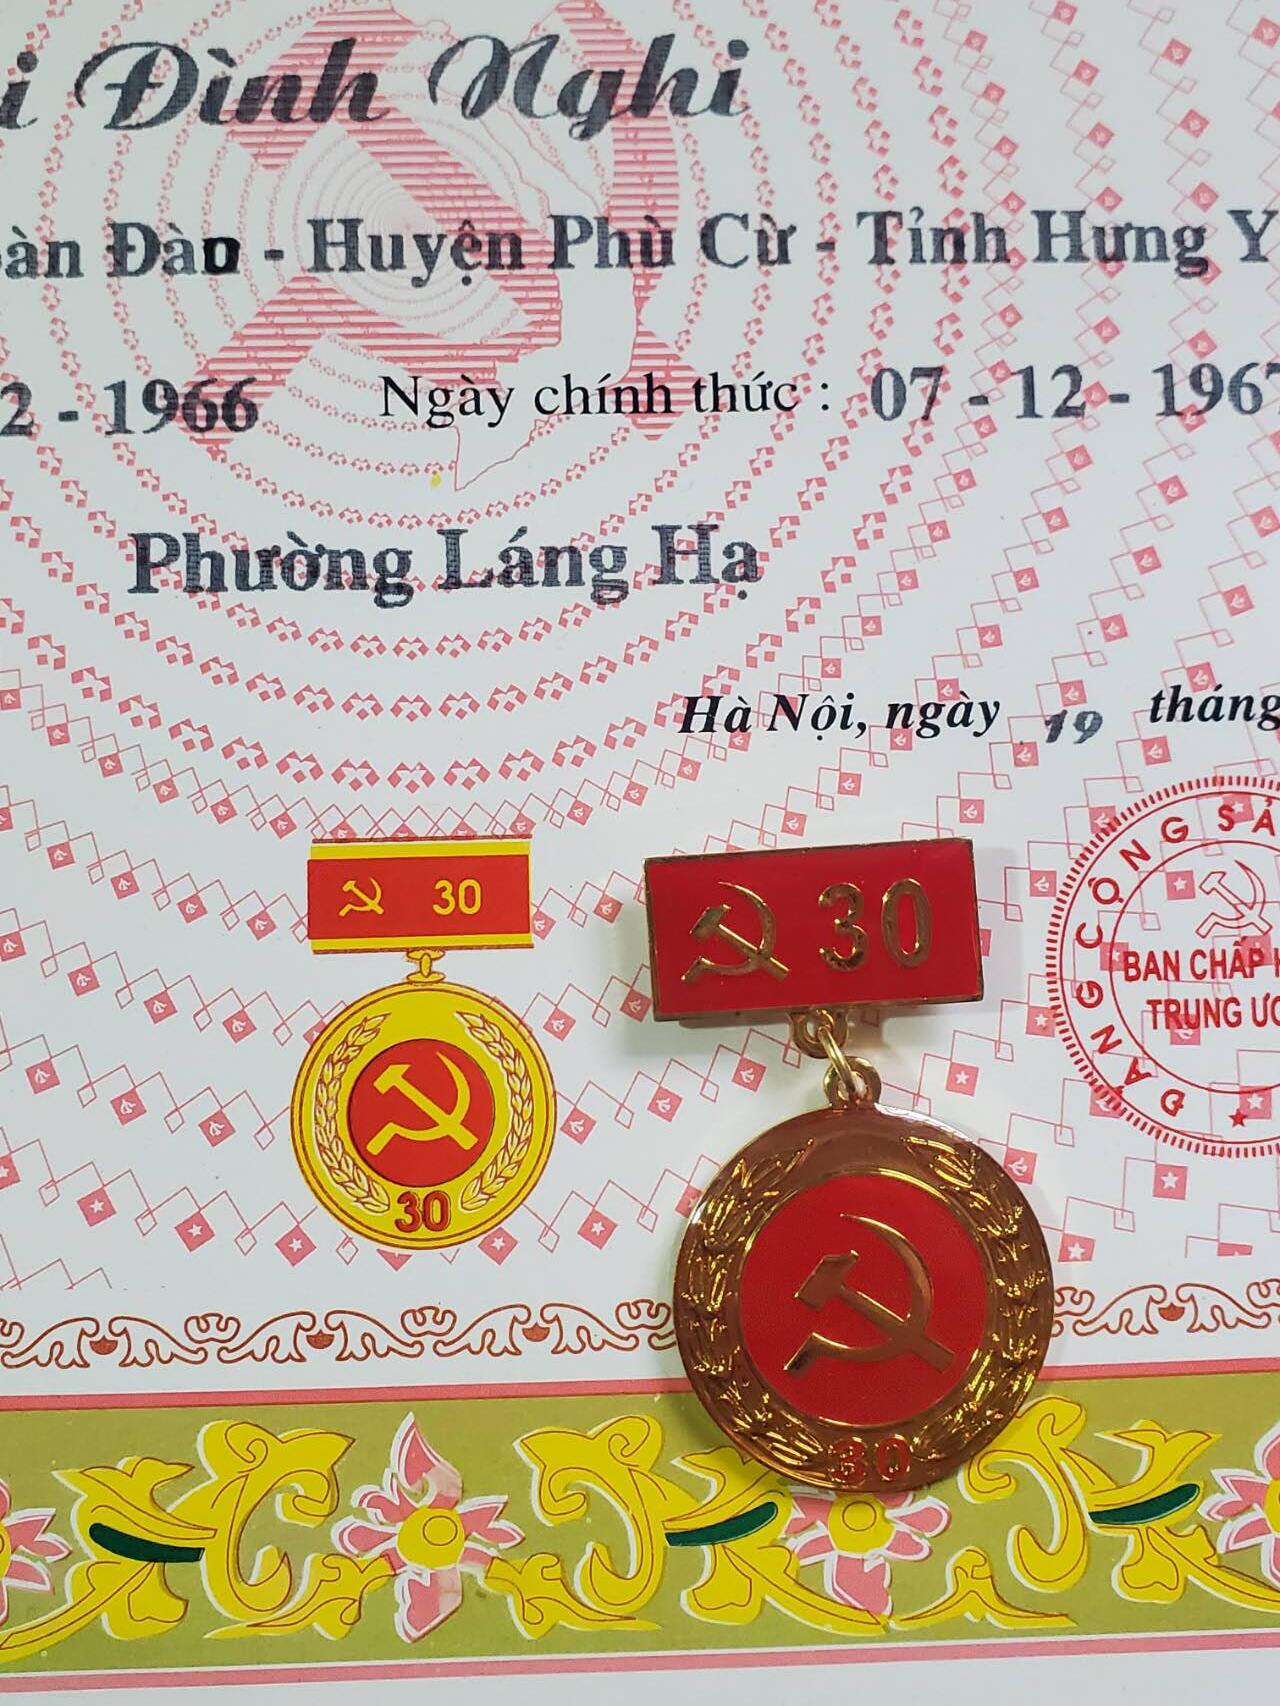 Đình Nghi
Đào - Huyện Phù Cừ - Tỉnh Hưng Y
2 - 1966 Ngày chính thức : 07 - 12 - 1967
Phường Láng Hạ
Hà Nội, ngày 19 tháng
30
30
30
30
ĐẢNG CỘNG SẢ
BAN CHẤP
TRUNG ƯƠ